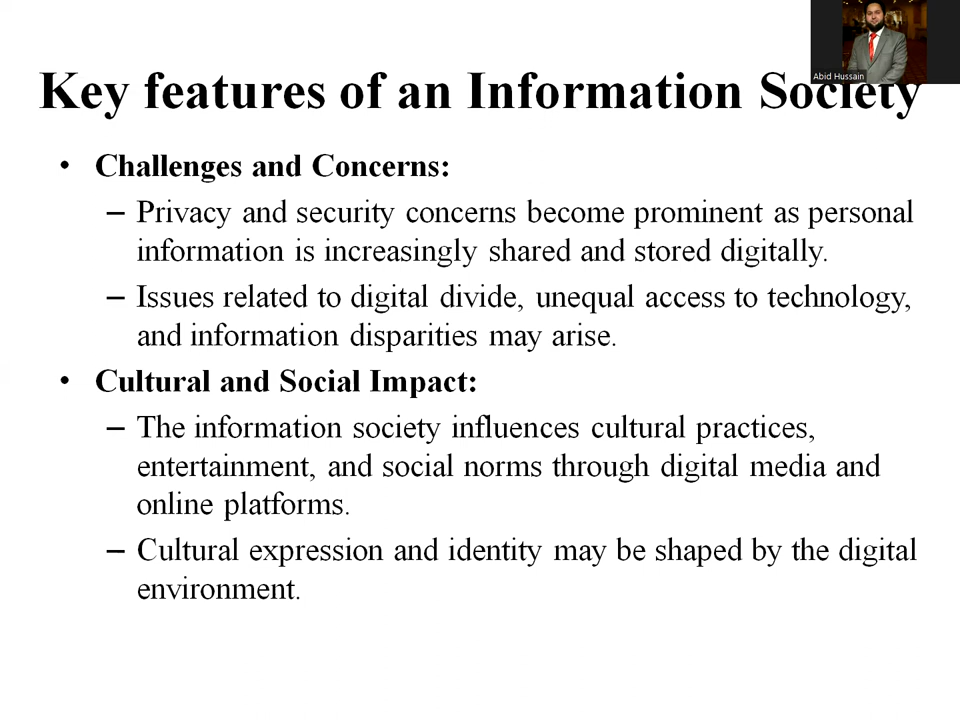 Abid Hussain
Key features of an Information Society
• Challenges and Concerns:
– Privacy and security concerns become prominent as personal
information is increasingly shared and stored digitally.
– Issues related to digital divide, unequal access to technology,
and information disparities may arise.
• Cultural and Social Impact:
– The information society influences cultural practices,
entertainment, and social norms through digital media and
online platforms.
– Cultural expression and identity may be shaped by the digital
environment.